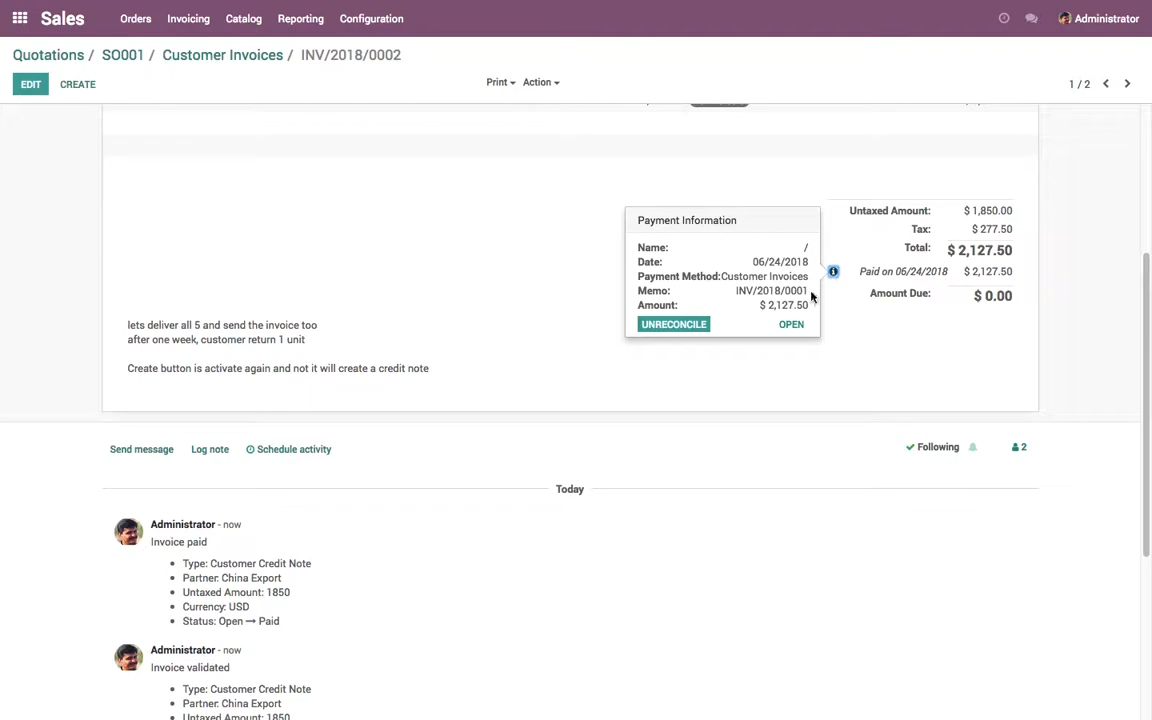 Sales Orders Invoicing Catalog Reporting Configuration Administrator
Quotations / SO001 / Customer Invoices / INV/2018/0002
EDIT CREATE Print Action 1 / 2
Payment Information
Name: /
Date: 06/24/2018
Payment Method: Customer Invoices
Memo: INV/2018/0001
Amount: $ 2,127.50
UNRECONCILE OPEN
Untaxed Amount: $ 1,850.00
Tax: $ 277.50
Total: $ 2,127.50
Paid on 06/24/2018 $ 2,127.50
Amount Due: $ 0.00
lets deliver all 5 and send the invoice too
after one week, customer return 1 unit
Create button is activate again and not it will create a credit note
Send message Log note Schedule activity Following 2
Today
Administrator - now
Invoice paid
Type: Customer Credit Note
Partner: China Export
Untaxed Amount: 1850
Currency: USD
Status: Open → Paid
Administrator - now
Invoice validated
Type: Customer Credit Note
Partner: China Export
Untaxed Amount: 1850